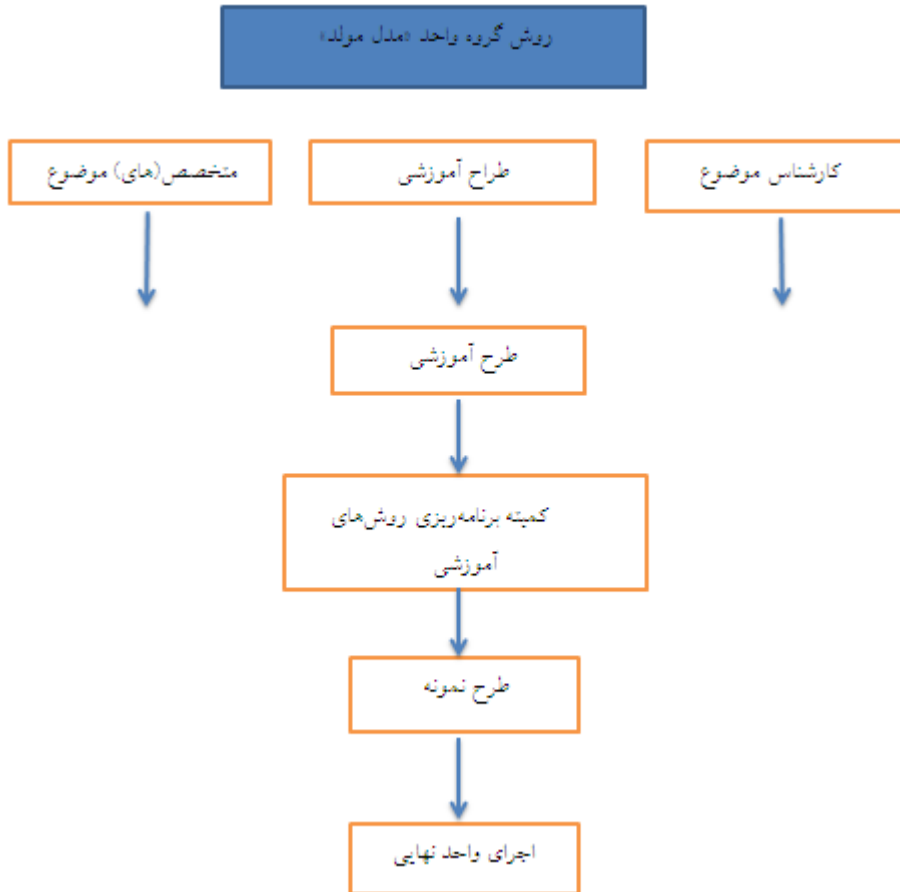 روش گروه واحد «مدل مولد»
کارشناس موضوع
طراح آموزشی
متخصص(های) موضوع
طرح آموزشی
کمیته برنامه‌ریزی روش‌های
آموزشی
طرح نمونه
اجرای واحد نهایی